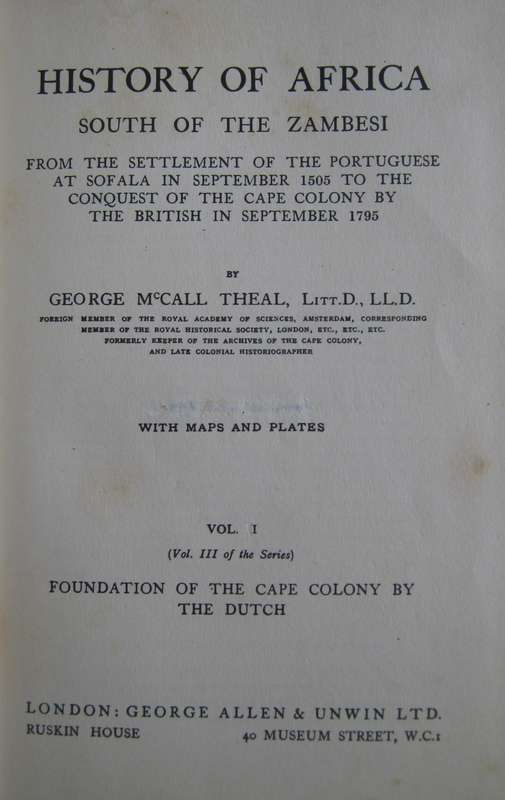 HISTORY OF AFRICA
SOUTH OF THE ZAMBESI
FROM THE SETTLEMENT OF THE PORTUGUESE
AT SOFALA IN SEPTEMBER 1505 TO THE
CONQUEST OF THE CAPE COLONY BY
THE BRITISH IN SEPTEMBER 1795
BY
GEORGE McCALL THEAL, LITT.D., LL.D.
FOREIGN MEMBER OF THE ROYAL ACADEMY OF SCIENCES, AMSTERDAM, CORRESPONDING
MEMBER OF THE ROYAL HISTORICAL SOCIETY, LONDON, ETC., ETC., ETC.
FORMERLY KEEPER OF THE ARCHIVES OF THE CAPE COLONY,
AND LATE COLONIAL HISTORIOGRAPHER
WITH MAPS AND PLATES
VOL. I
(Vol. III of the Series)
FOUNDATION OF THE CAPE COLONY BY
THE DUTCH
LONDON: GEORGE ALLEN & UNWIN LTD.
RUSKIN HOUSE 40 MUSEUM STREET, W.C.1